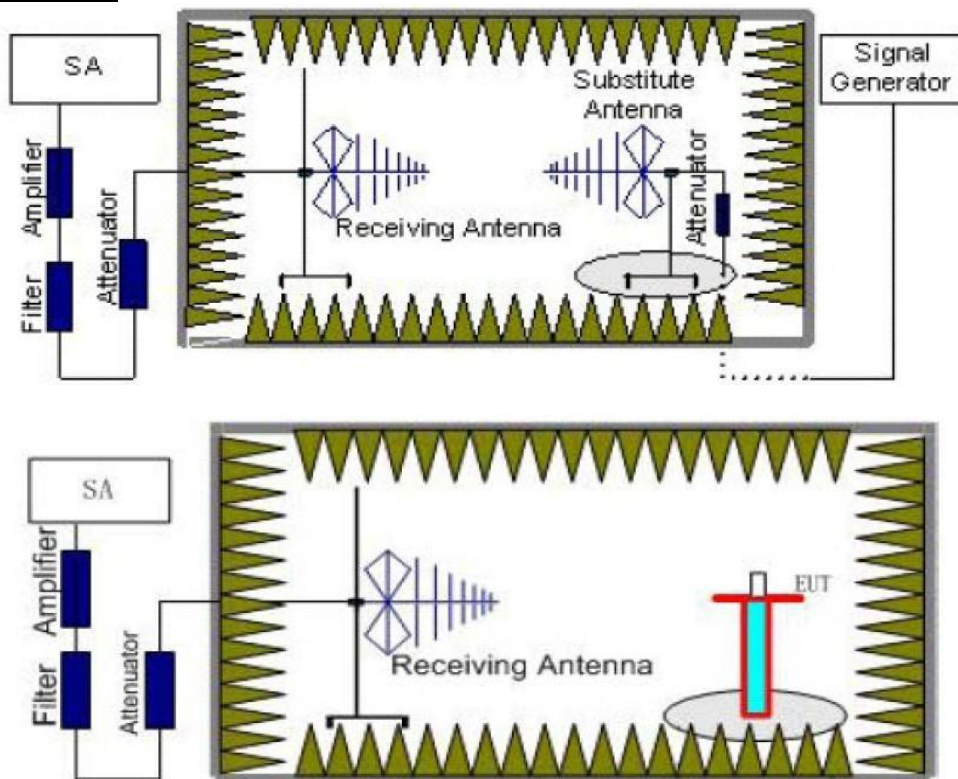 SA
Signal
Generator
Substitute
Antenna
Amplifier
Attenuator
Receiving Antenna
Attenuator
Filter
SA
Amplifier
EUT
Receiving Antenna
Filter
Attenuator